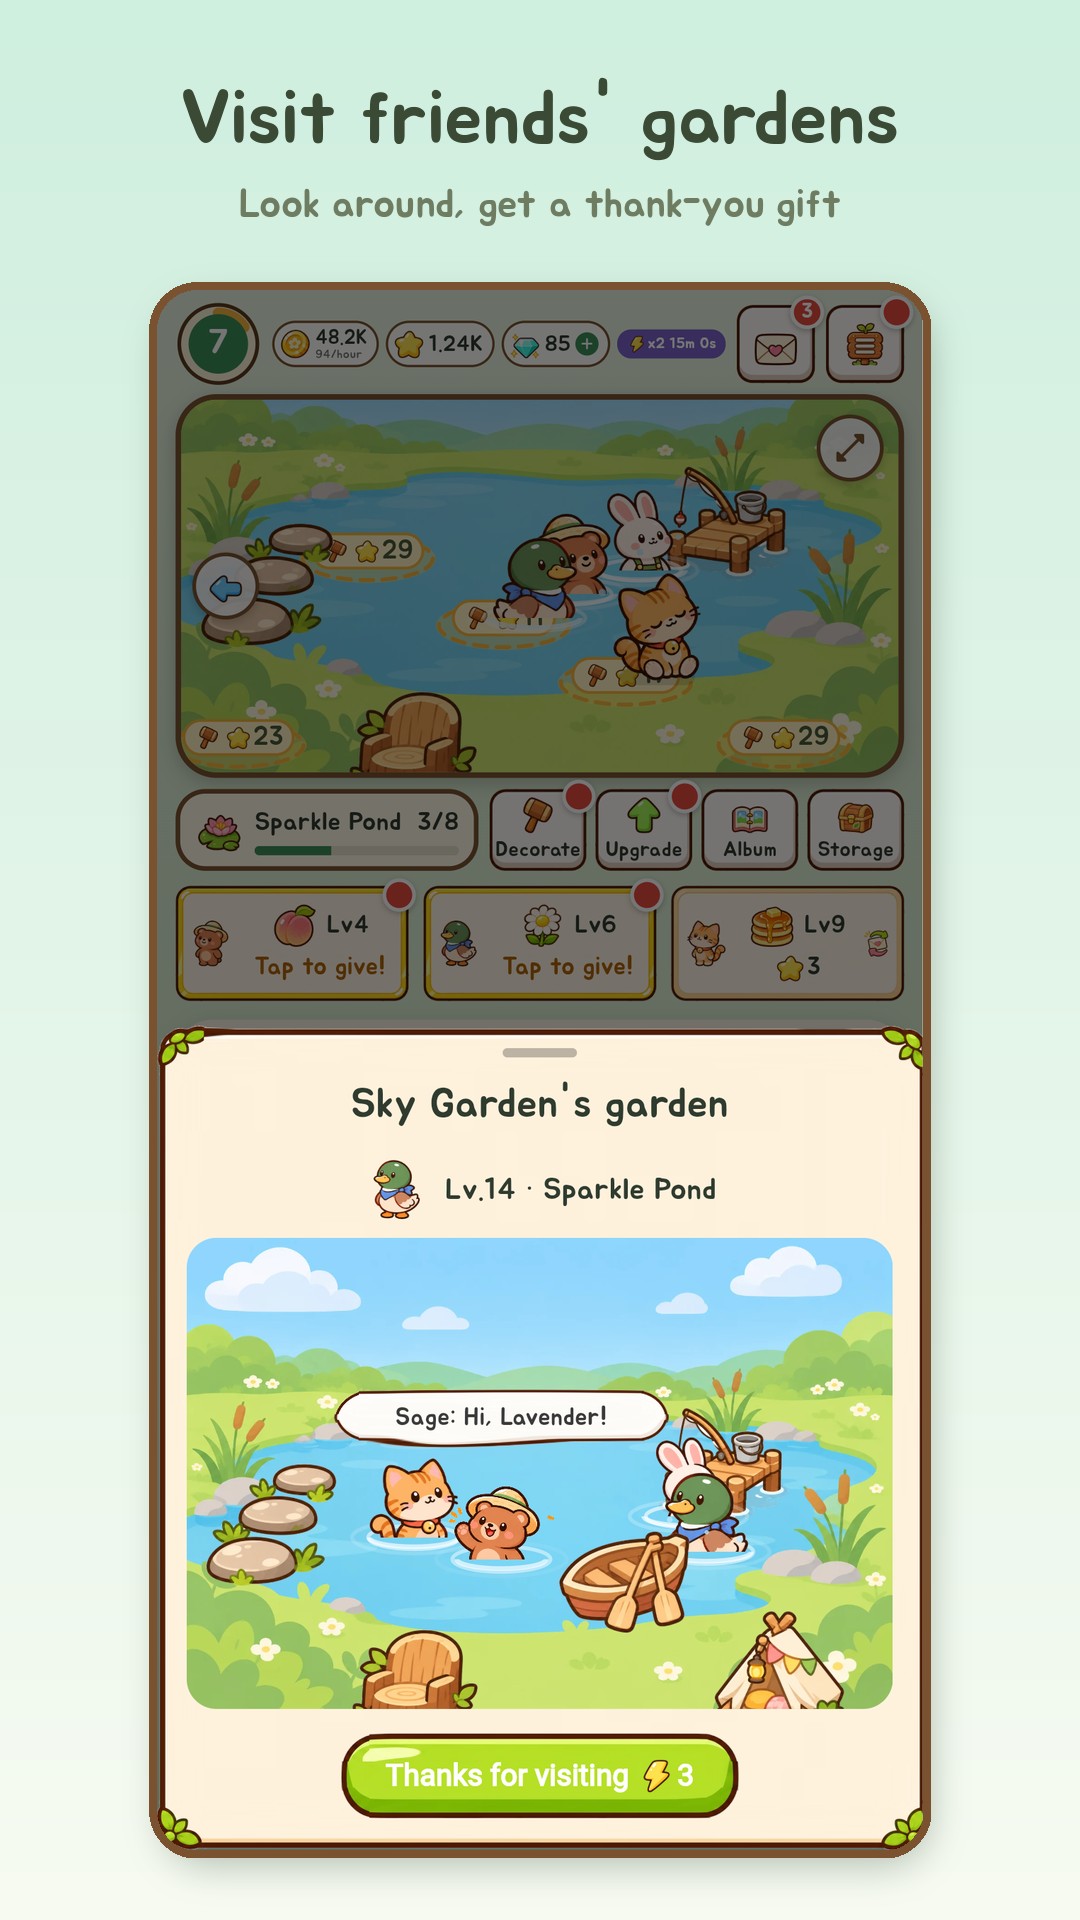 Visit friends' gardens
Look around, get a thank-you gift
7
48.2K
94/hour
1.24K
85 +
x2 15m 0s
3
29
23
29
Sparkle Pond 3/8
Decorate
Upgrade
Album
Storage
Lv4
Tap to give!
Lv6
Tap to give!
Lv9
3
Sky Garden's garden
Lv.14 · Sparkle Pond
Sage: Hi, Lavender!
Thanks for visiting 3